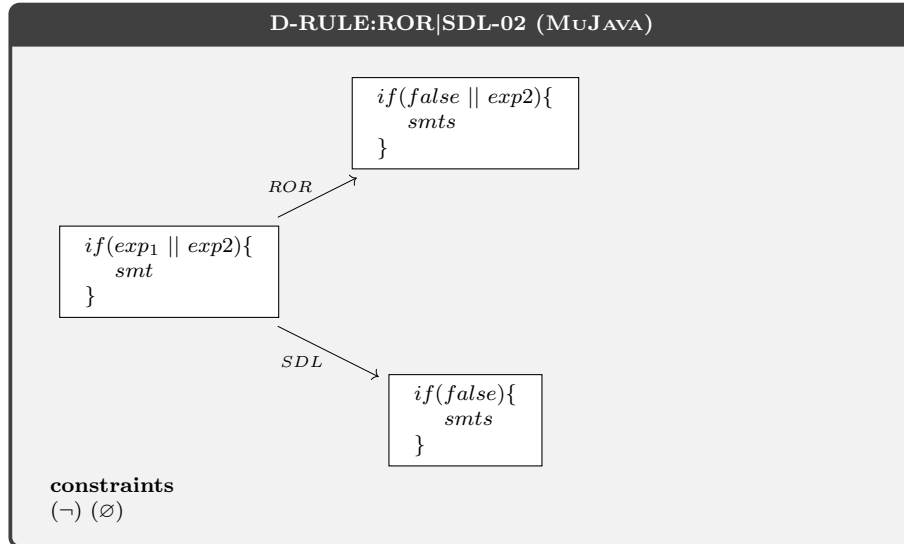 D-RULE:ROR|SDL-02 (MuJava)
if(false || exp2){
smts
}
ROR
if(exp₁ || exp2){
smt
}
SDL
if(false){
smts
}
constraints
(¬) (∅)